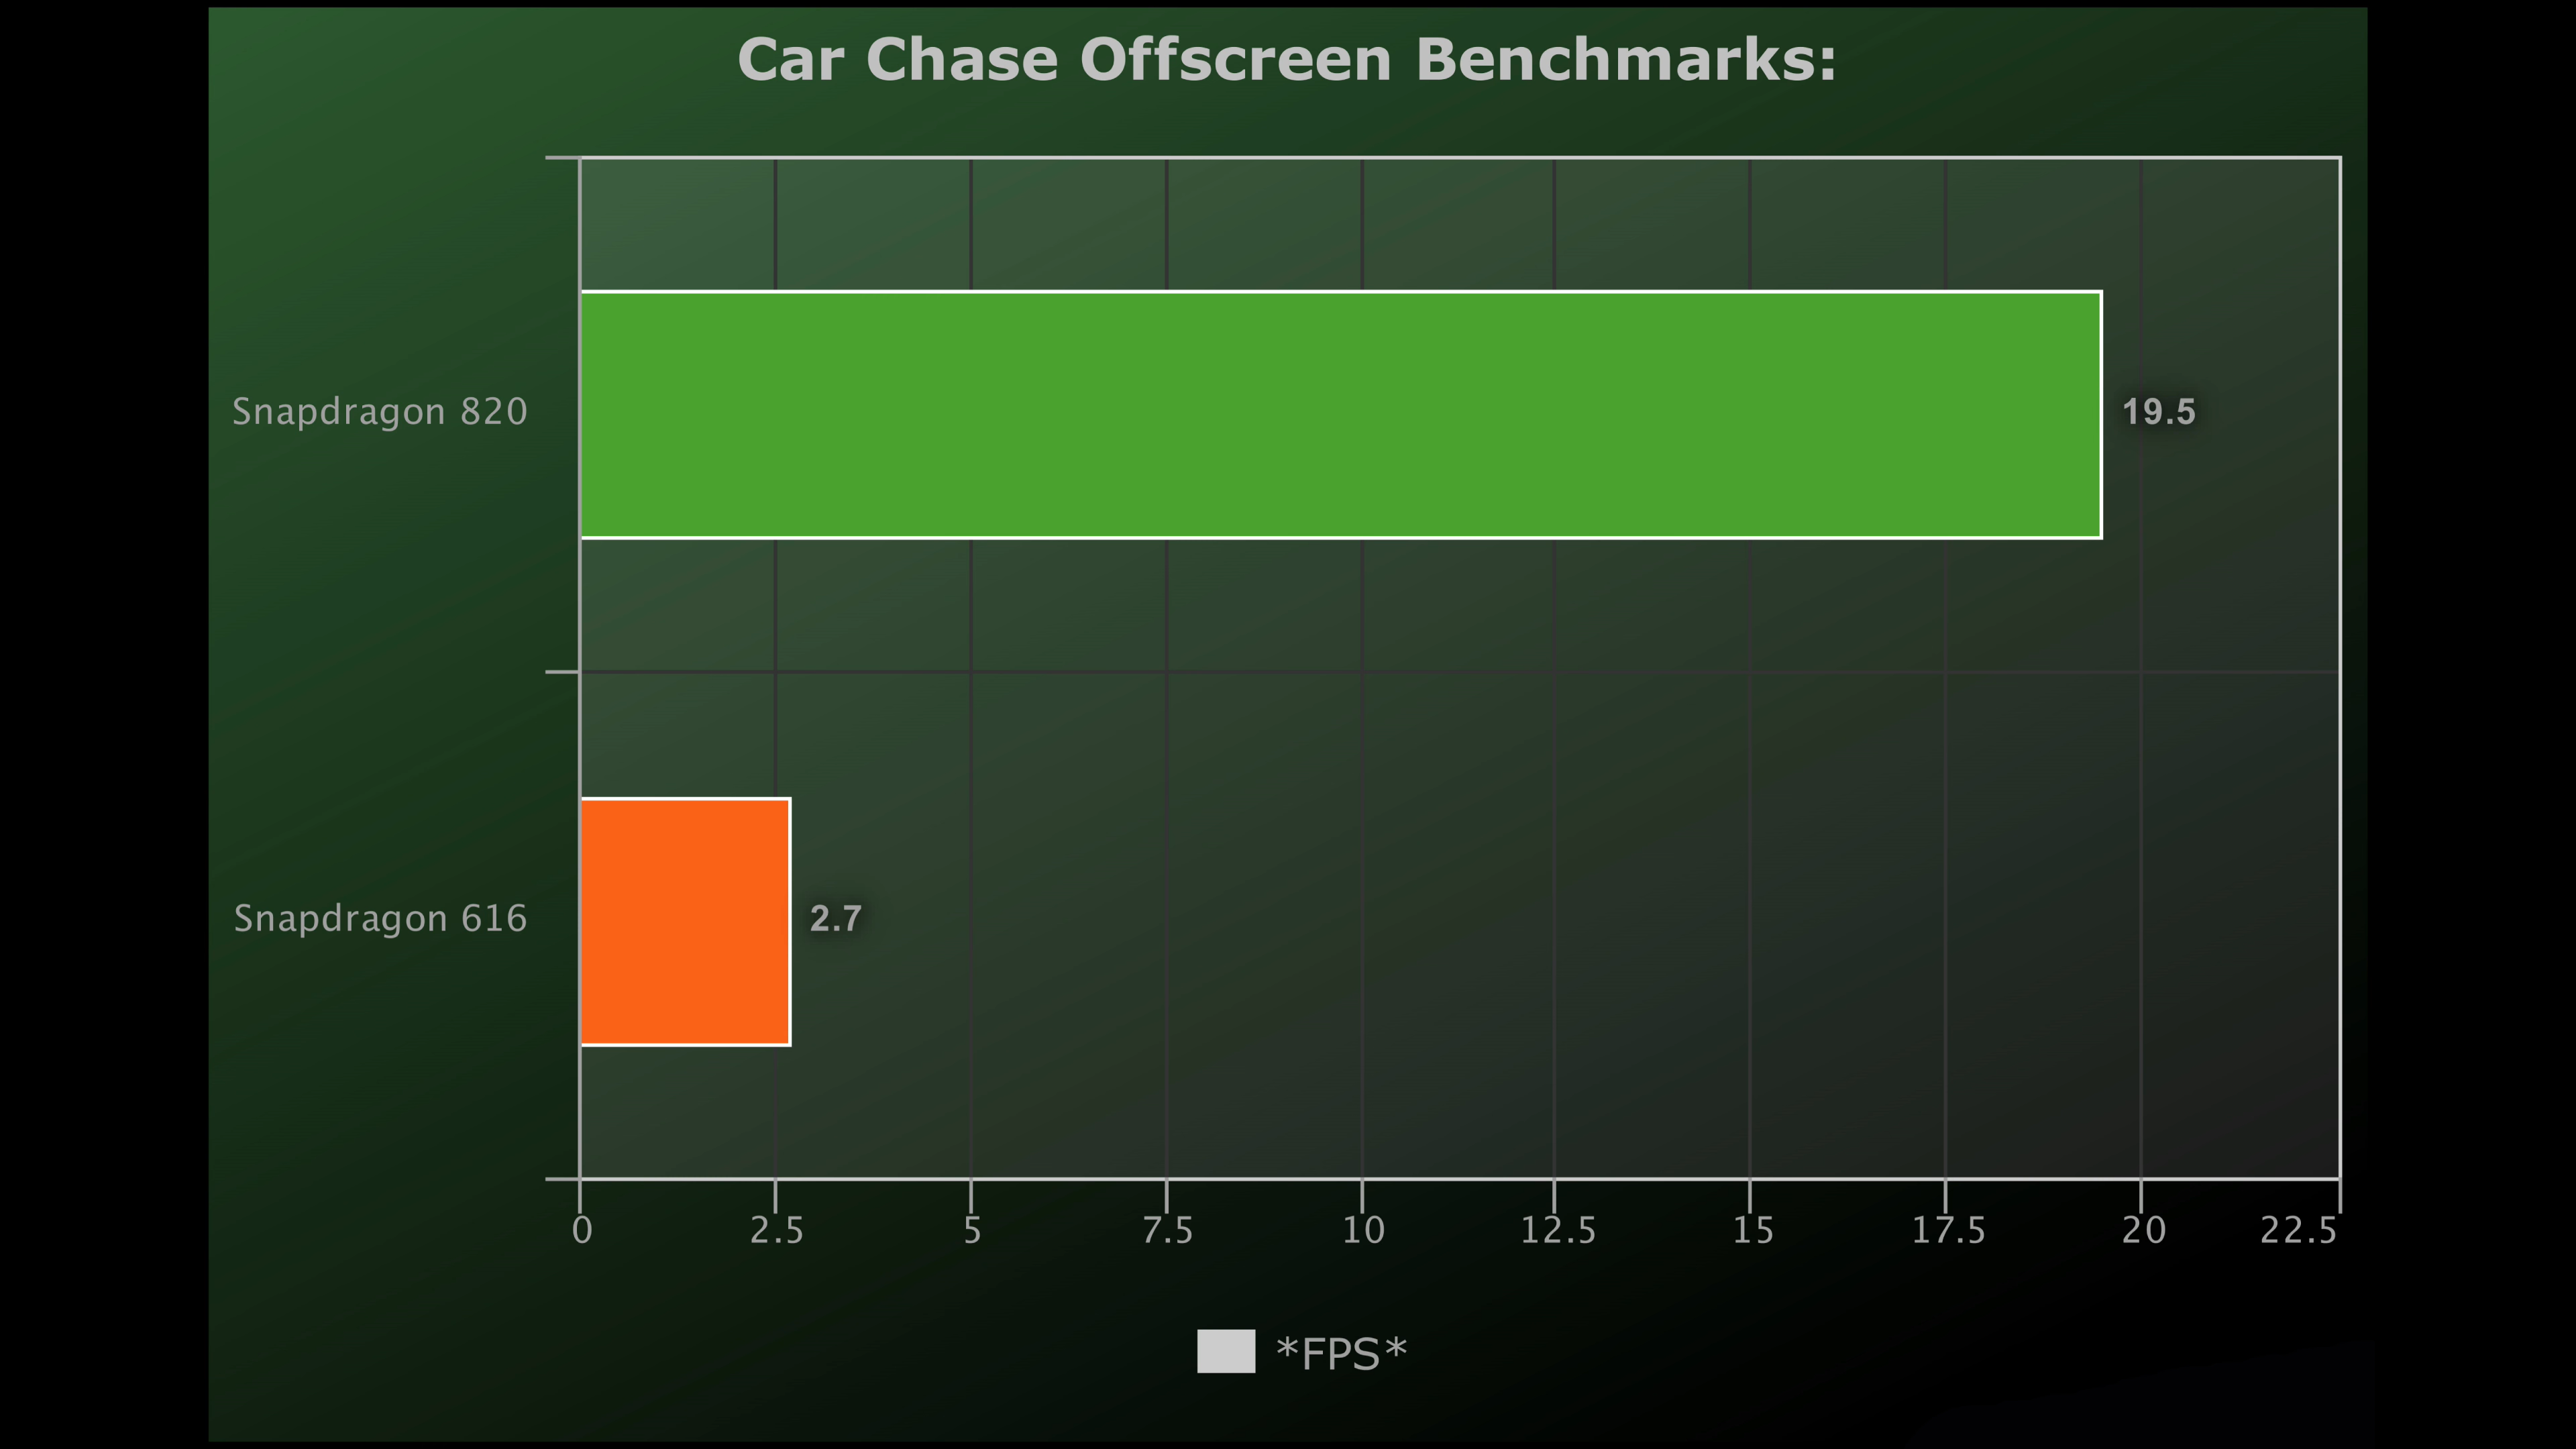 Car Chase Offscreen Benchmarks:
Snapdragon 820
19.5
Snapdragon 616
2.7
0 2.5 5 7.5 10 12.5 15 17.5 20 22.5
*FPS*